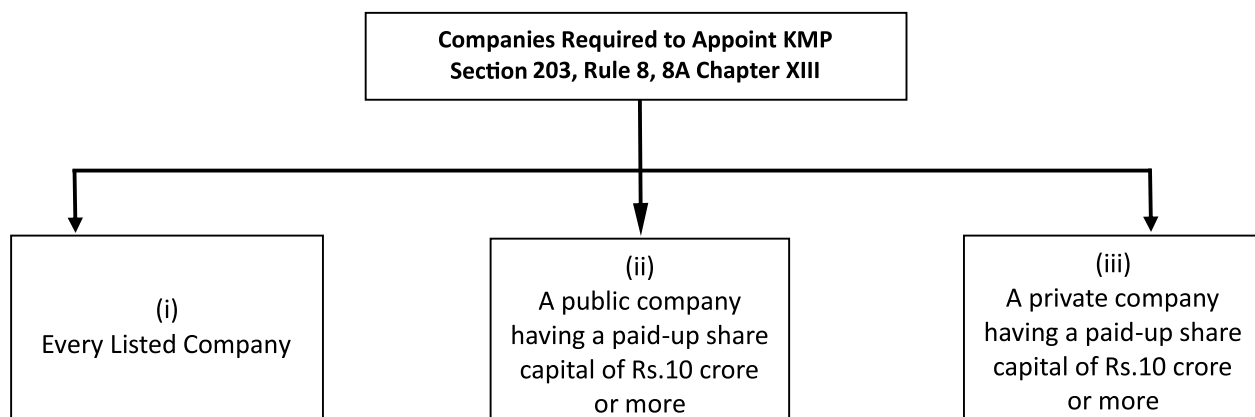 Companies Required to Appoint KMP
Section 203, Rule 8, 8A Chapter XIII
(i)
Every Listed Company
(ii)
A public company
having a paid-up share
capital of Rs.10 crore
or more
(iii)
A private company
having a paid-up share
capital of Rs.10 crore
or more